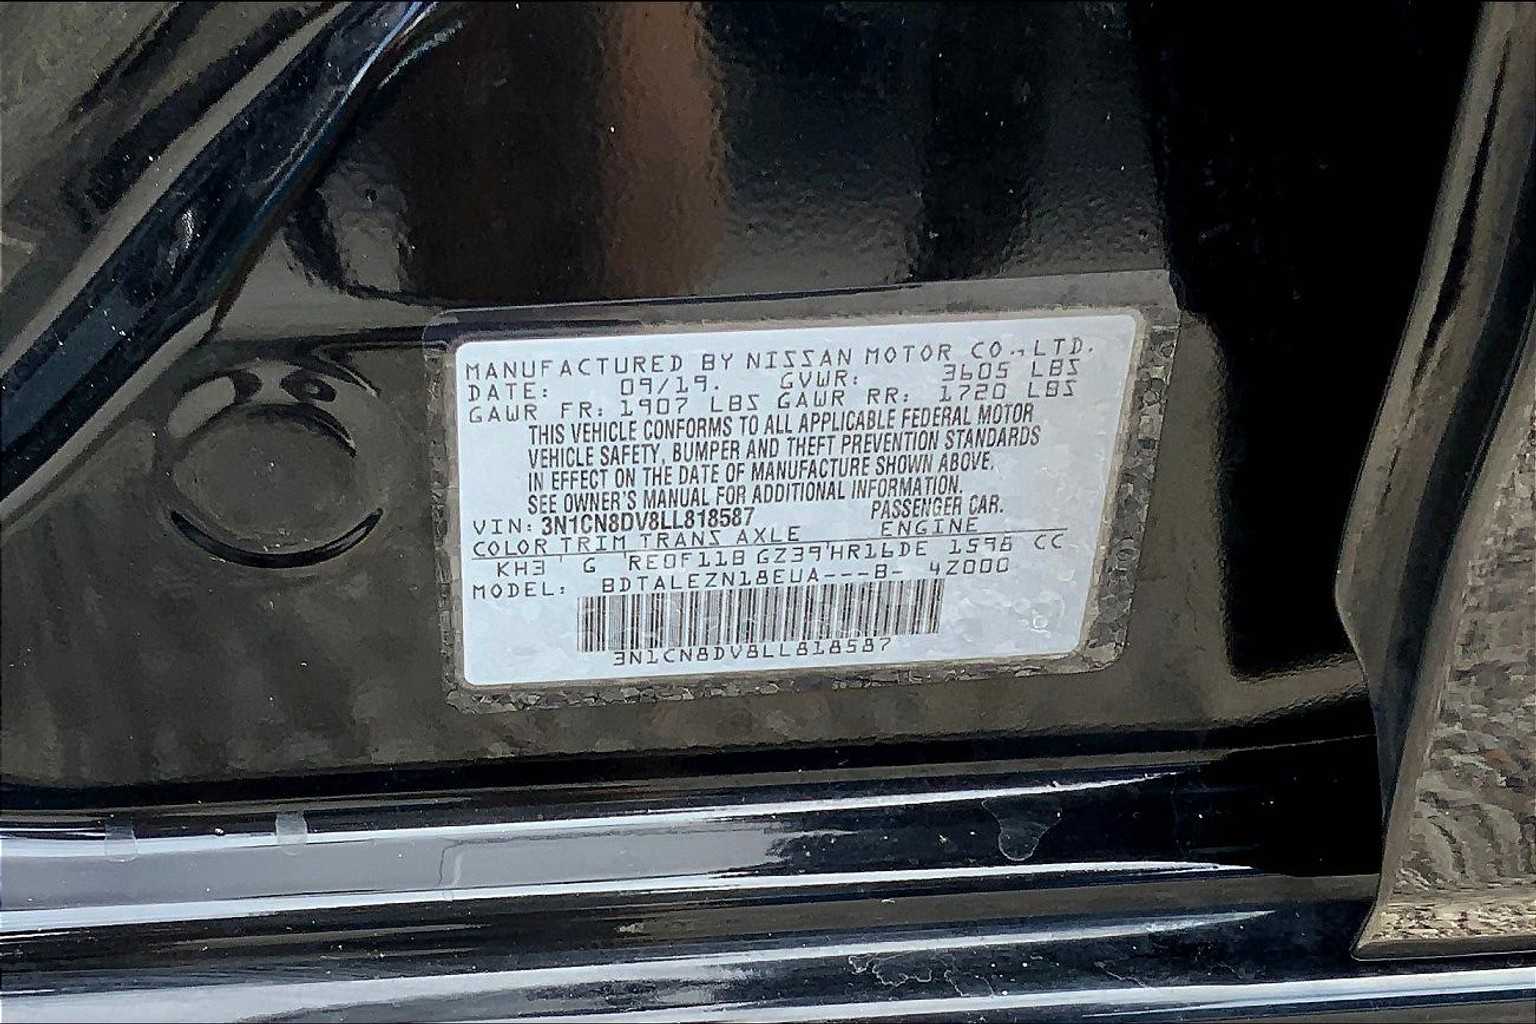 MANUFACTURED BY NISSAN MOTOR CO., LTD.
DATE: 09/19. GVWR: 3605 LBS
GAWR FR: 1907 LBS GAWR RR: 1720 LBS
THIS VEHICLE CONFORMS TO ALL APPLICABLE FEDERAL MOTOR
VEHICLE SAFETY, BUMPER AND THEFT PREVENTION STANDARDS
IN EFFECT ON THE DATE OF MANUFACTURE SHOWN ABOVE.
SEE OWNER'S MANUAL FOR ADDITIONAL INFORMATION.
VIN: 3N1CN8DV8LL818587 PASSENGER CAR.
COLOR TRIM TRANS AXLE ENGINE
KH3 G RE0F11B GZ39 HR16DE 1598 CC
MODEL: BDTALEZN18EUA---B- 4Z000
3N1CN8DV8LL818587